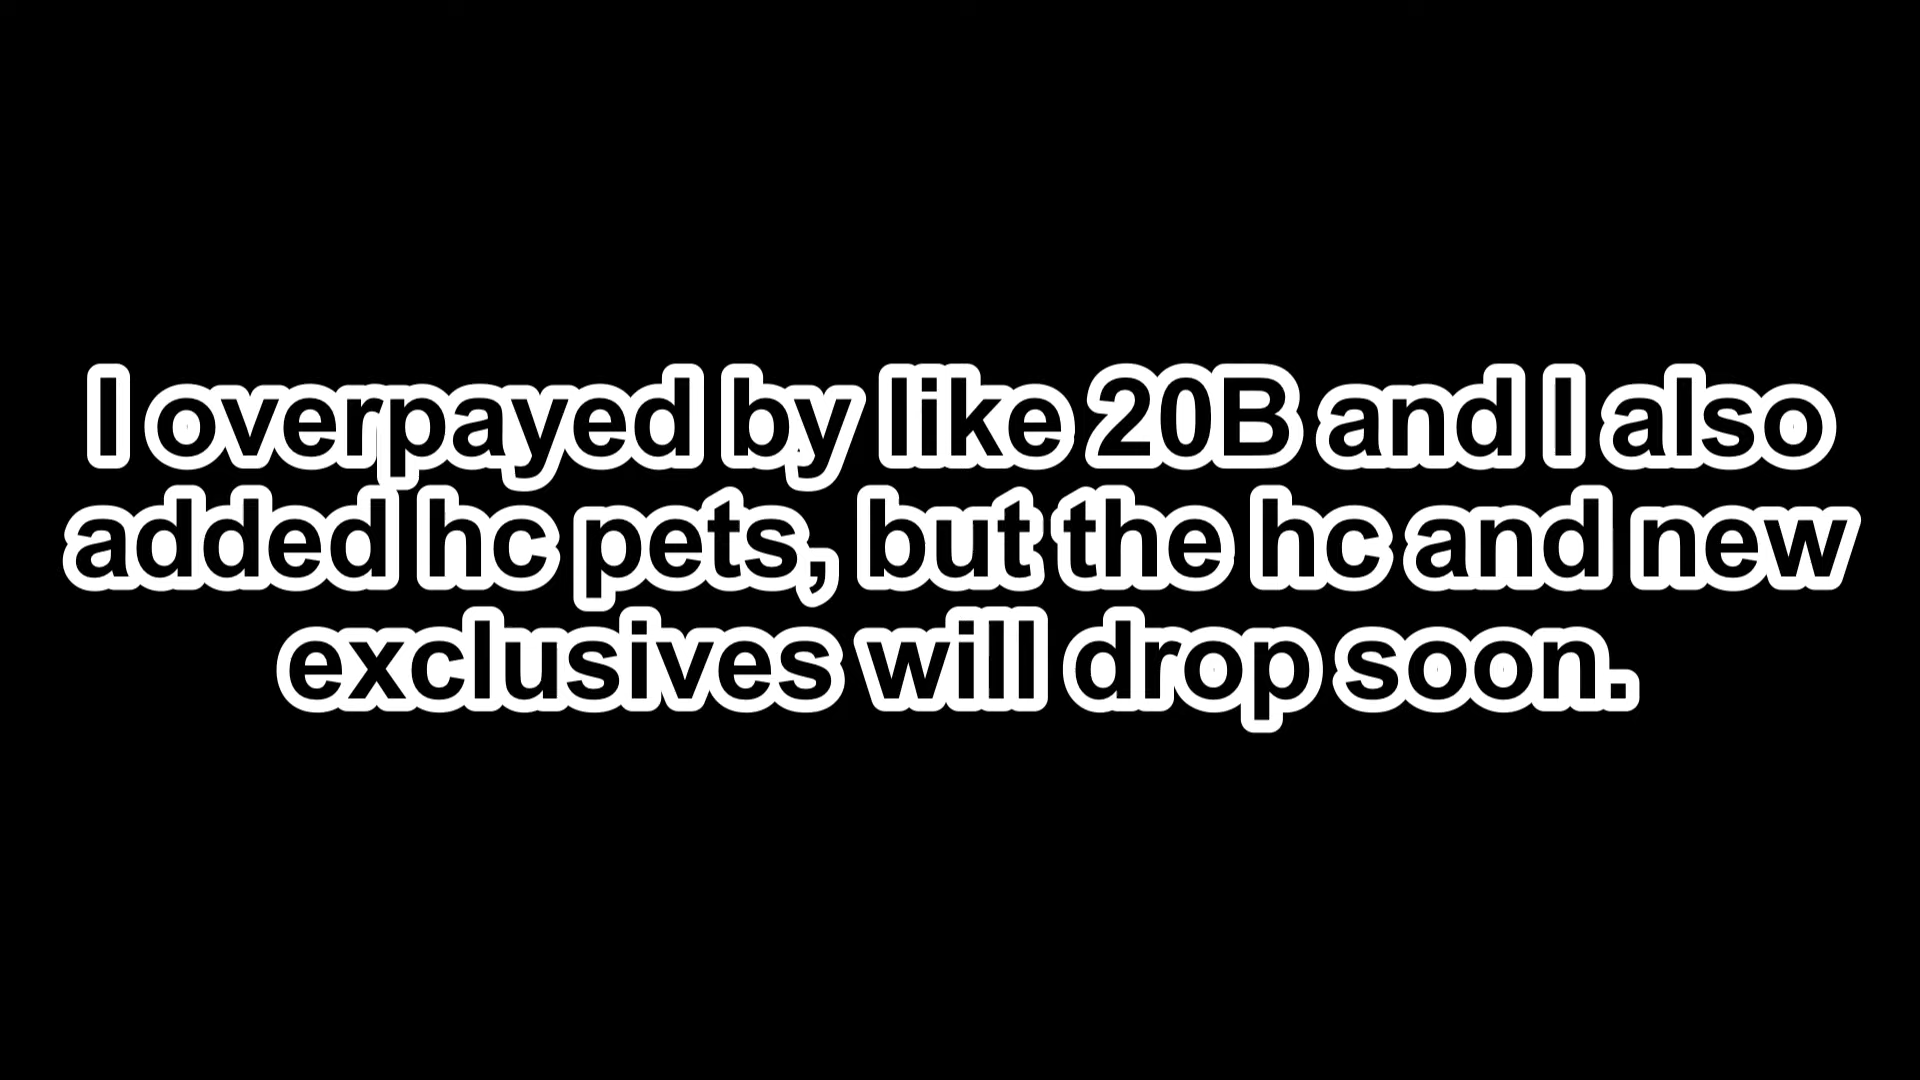 I overpayed by like 20B and I also
added hc pets, but the hc and new
exclusives will drop soon.